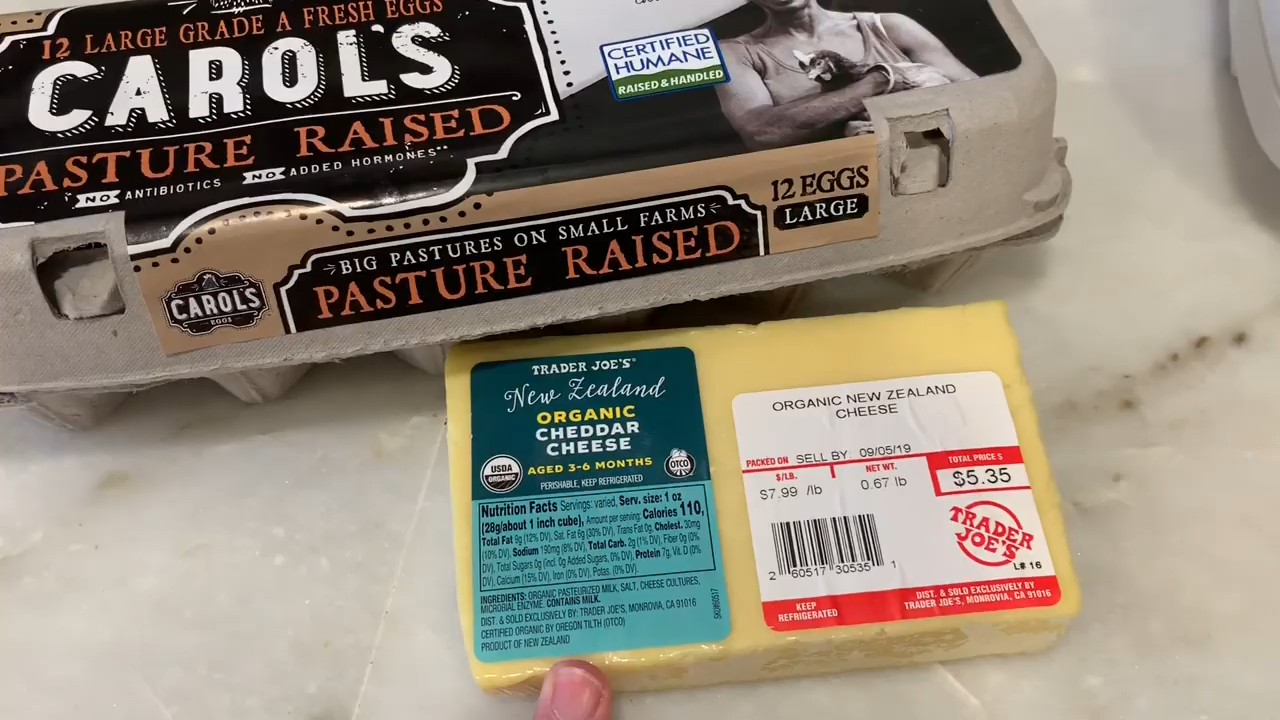 12 LARGE GRADE A FRESH EGGS
CAROL'S
PASTURE RAISED
NO ANTIBIOTICS NO ADDED HORMONES**
CERTIFIED
HUMANE
RAISED & HANDLED
BIG PASTURES ON SMALL FARMS
PASTURE RAISED
12 EGGS
LARGE
CAROL'S
EGGS
TRADER JOE'S®
New Zealand
ORGANIC
CHEDDAR
CHEESE
AGED 3-6 MONTHS
USDA
ORGANIC
OTCO
PERISHABLE, KEEP REFRIGERATED
Nutrition Facts Servings: varied, Serv. size: 1 oz
(28g/about 1 inch cube), Amount per serving: Calories 110,
Total Fat 9g (12% DV), Sat. Fat 6g (30% DV), Trans Fat 0g, Cholest. 30mg
(10% DV), Sodium 190mg (8% DV), Total Carb. 2g (1% DV), Fiber 0g (0%
DV), Total Sugars 0g (incl. 0g Added Sugars, 0% DV), Protein 7g, Vit. D (0%
DV), Calcium (15% DV), Iron (0% DV), Potas. (0% DV).
INGREDIENTS: ORGANIC PASTEURIZED MILK, SALT, CHEESE CULTURES,
MICROBIAL ENZYME. CONTAINS MILK.
DIST. & SOLD EXCLUSIVELY BY: TRADER JOE'S, MONROVIA, CA 91016
CERTIFIED ORGANIC BY OREGON TILTH (OTCO)
PRODUCT OF NEW ZEALAND
SKU#60517
ORGANIC NEW ZEALAND
CHEESE
PACKED ON SELL BY: 09/05/19
$/LB. NET WT. TOTAL PRICE $
$7.99 /lb 0.67 lb $5.35
2 60517 30535 1
TRADER
JOE'S
L# 16
KEEP
REFRIGERATED
DIST. & SOLD EXCLUSIVELY BY
TRADER JOE'S, MONROVIA, CA 91016